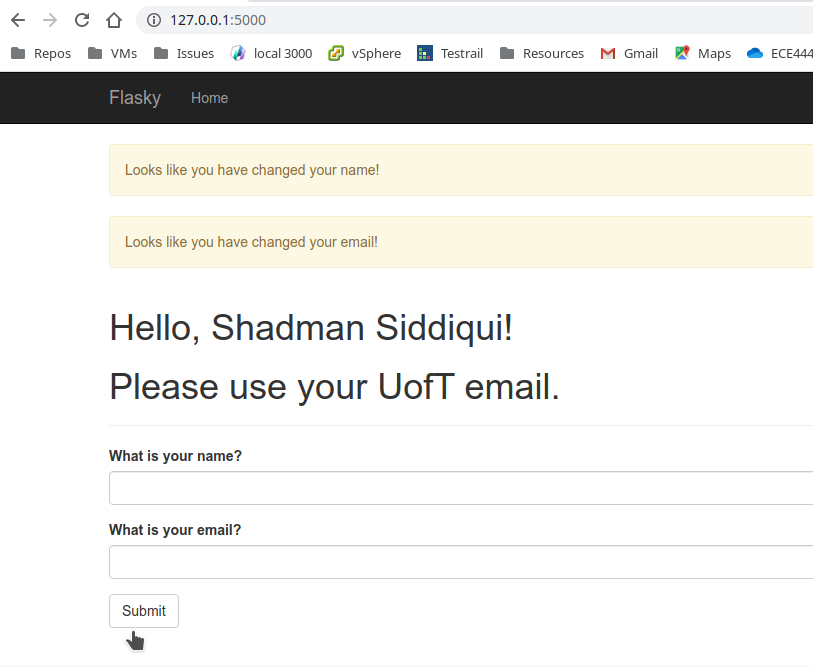 127.0.0.1:5000
Repos VMs Issues local 3000 vSphere Testrail Resources Gmail Maps ECE444
Flasky Home
Looks like you have changed your name!
Looks like you have changed your email!
Hello, Shadman Siddiqui!
Please use your UofT email.
What is your name?
What is your email?
Submit